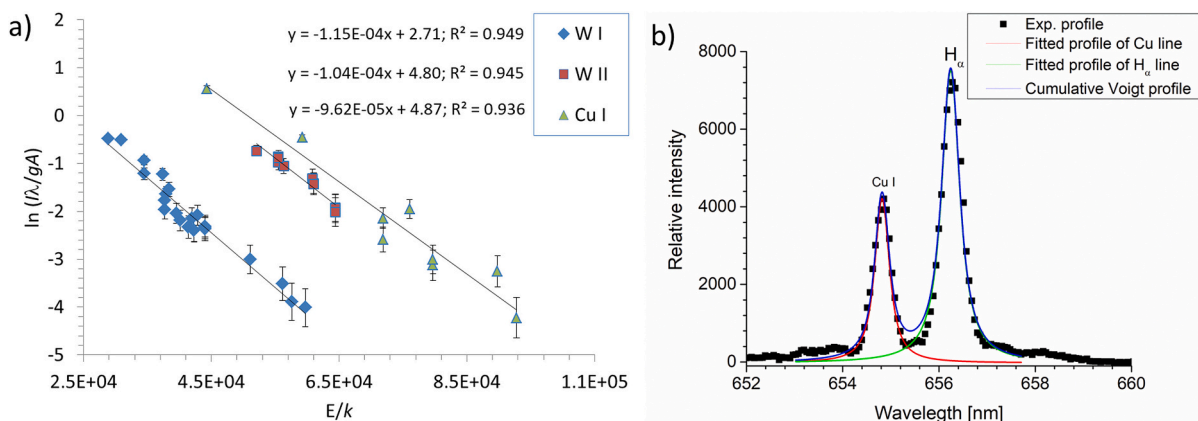 a)
y = -1.15E-04x + 2.71; R² = 0.949
y = -1.04E-04x + 4.80; R² = 0.945
y = -9.62E-05x + 4.87; R² = 0.936
W I
W II
Cu I
2
1
0
-1
-2
-3
-4
-5
ln (Iλ/gA)
2.5E+04
4.5E+04
6.5E+04
8.5E+04
1.1E+05
E/k
b)
Exp. profile
Fitted profile of Cu line
Fitted profile of Hα line
Cumulative Voigt profile
Hα
Cu I
8000
6000
4000
2000
0
Relative intensity
652
654
656
658
660
Wavelegth [nm]